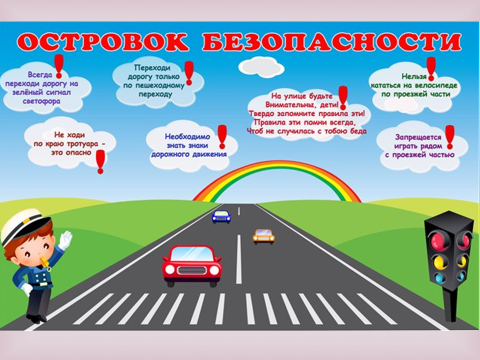 ОСТРОВОК БЕЗОПАСНОСТИ
Всегда
переходи дорогу на
зелёный сигнал
светофора
Переходи
дорогу только
по пешеходному
переходу
На улице будьте
Внимательны, дети!
Твердо запомните правила эти!
Правила эти помни всегда,
Чтоб не случилась с тобою беда
Нельзя
кататься на велосипеде
по проезжей части
Не ходи
по краю тротуара -
это опасно
Необходимо
знать знаки
дорожного движения
Запрещается
играть рядом
с проезжей частью